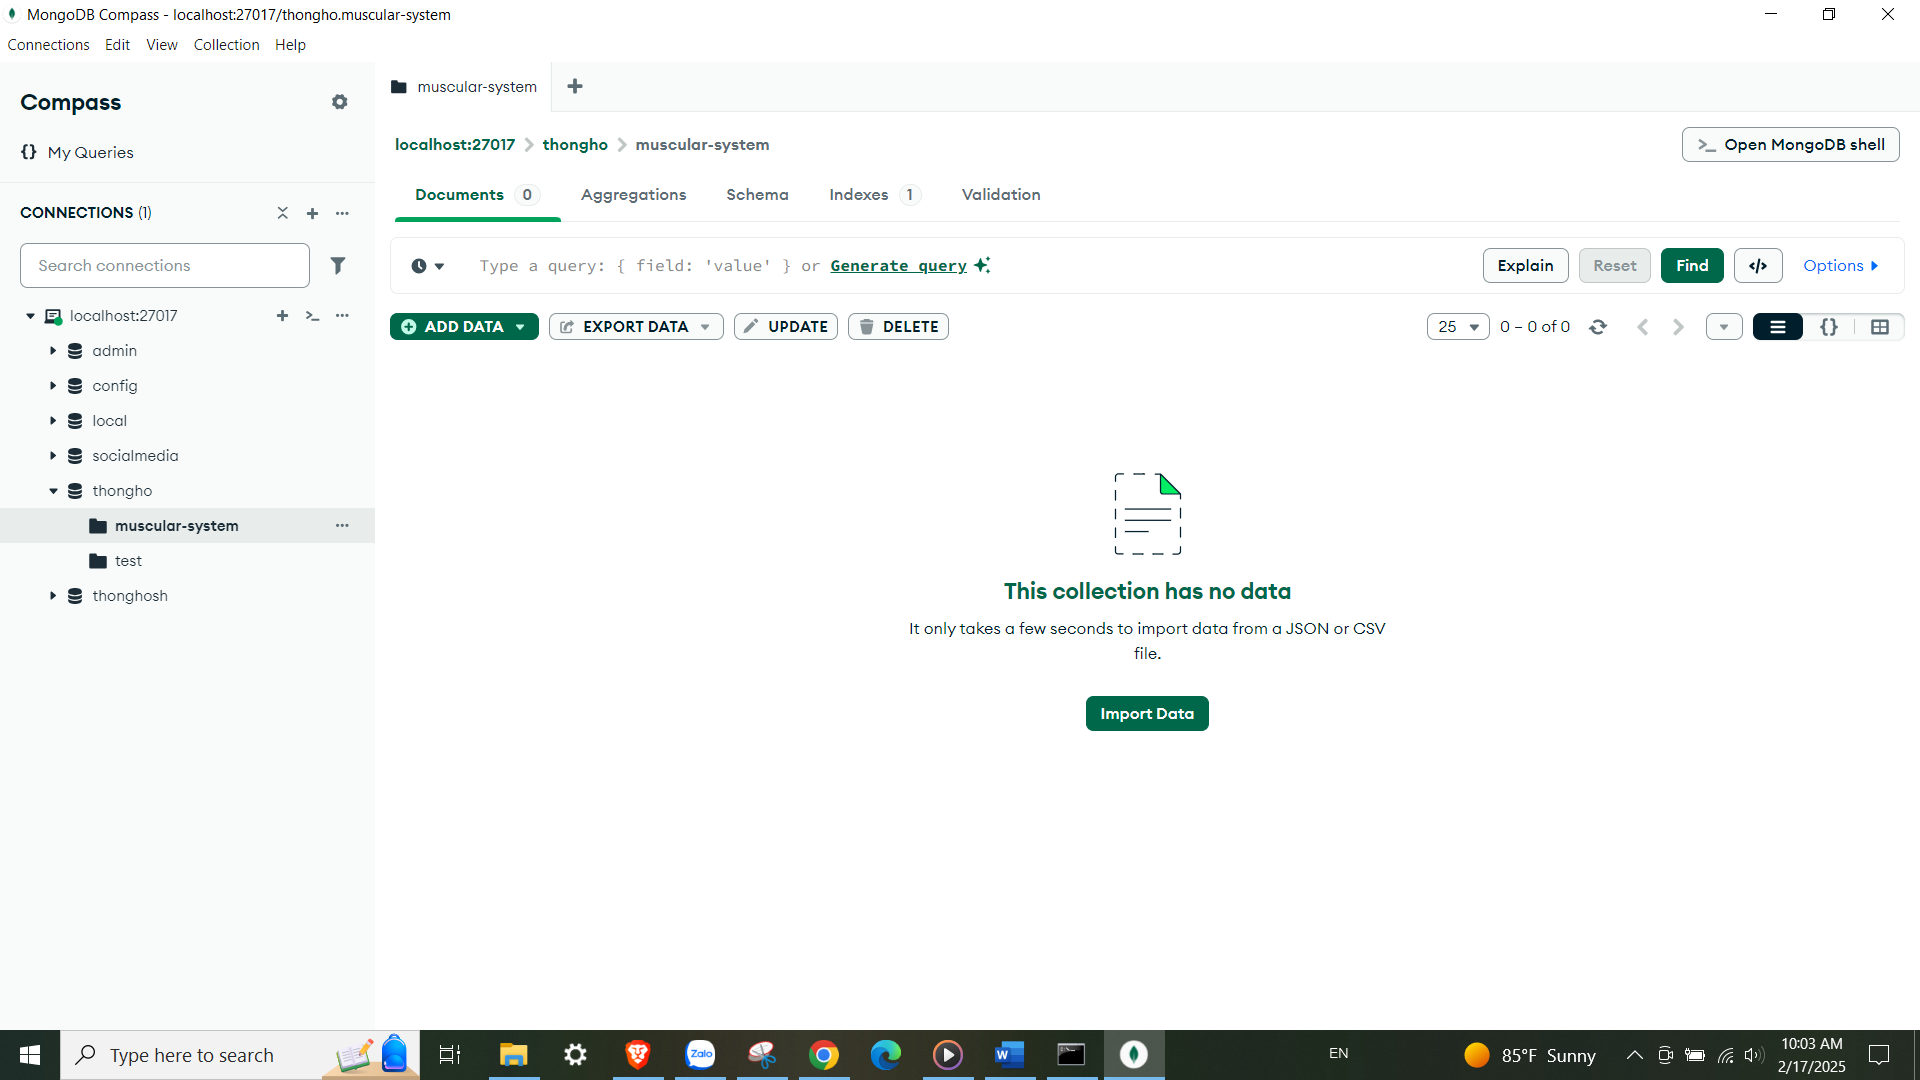 MongoDB Compass - localhost:27017/thongho.muscular-system
Connections Edit View Collection Help
Compass
muscular-system
{} My Queries
localhost:27017 > thongho > muscular-system
>_ Open MongoDB shell
Documents 0 Aggregations Schema Indexes 1 Validation
CONNECTIONS (1)
Search connections
Type a query: { field: 'value' } or Generate query
Explain Reset Find </> Options
localhost:27017
ADD DATA EXPORT DATA UPDATE DELETE
25 0 – 0 of 0 {}
admin
config
local
socialmedia
thongho
muscular-system
test
thonghosh
This collection has no data
It only takes a few seconds to import data from a JSON or CSV
file.
Import Data
Type here to search
Zalo
W
EN
85°F Sunny
10:03 AM
2/17/2025